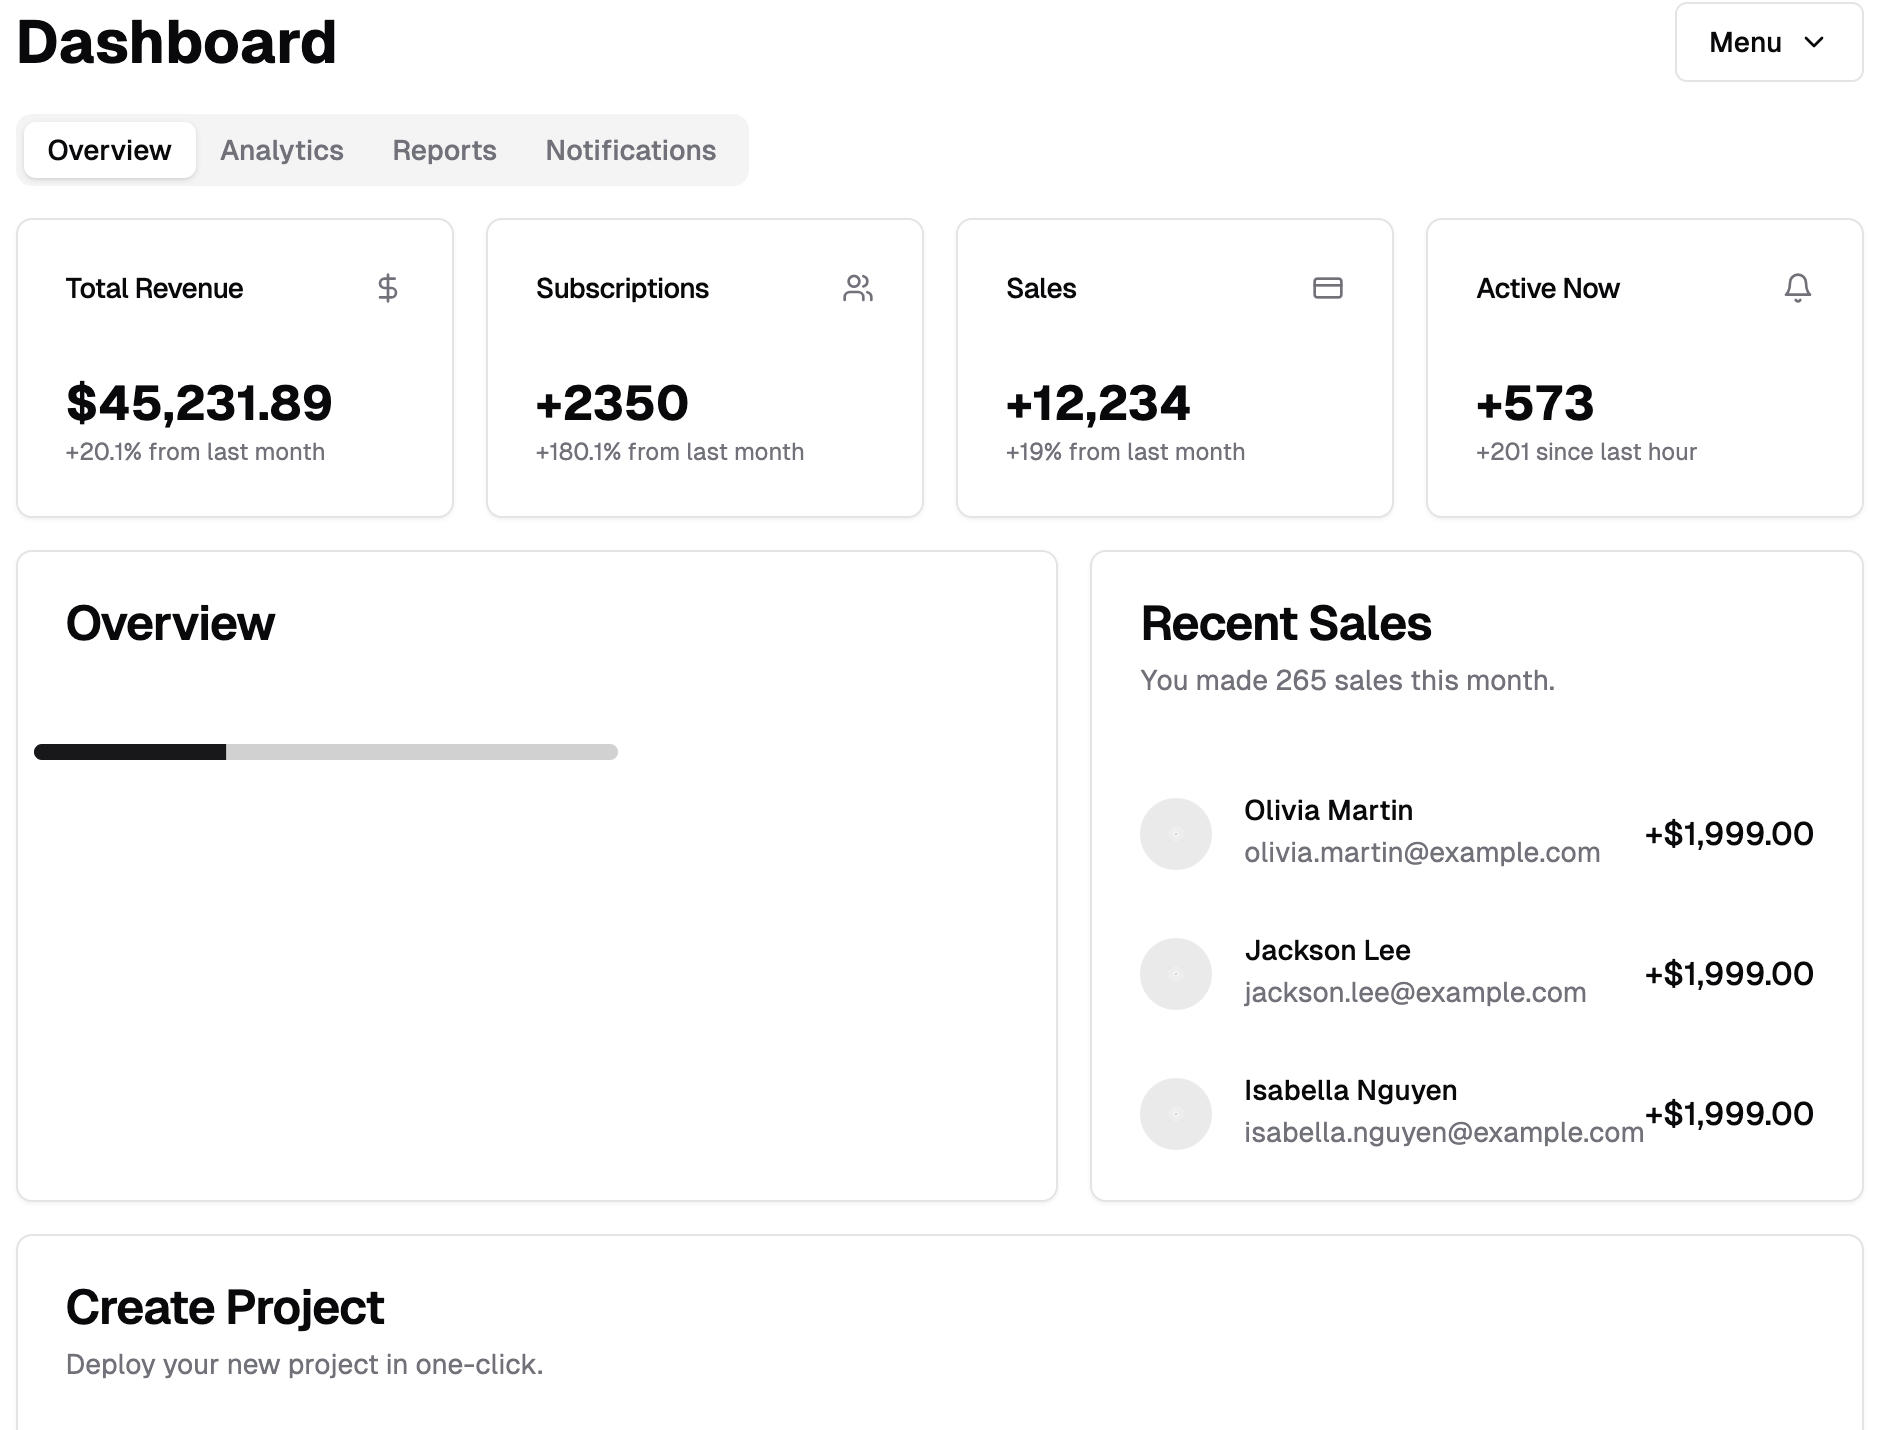 Dashboard
Menu
Overview
Analytics
Reports
Notifications
Total Revenue
$45,231.89
+20.1% from last month
Subscriptions
+2350
+180.1% from last month
Sales
+12,234
+19% from last month
Active Now
+573
+201 since last hour
Overview
Recent Sales
You made 265 sales this month.
Olivia Martin
olivia.martin@example.com
+$1,999.00
Jackson Lee
jackson.lee@example.com
+$1,999.00
Isabella Nguyen
isabella.nguyen@example.com
+$1,999.00
Create Project
Deploy your new project in one-click.